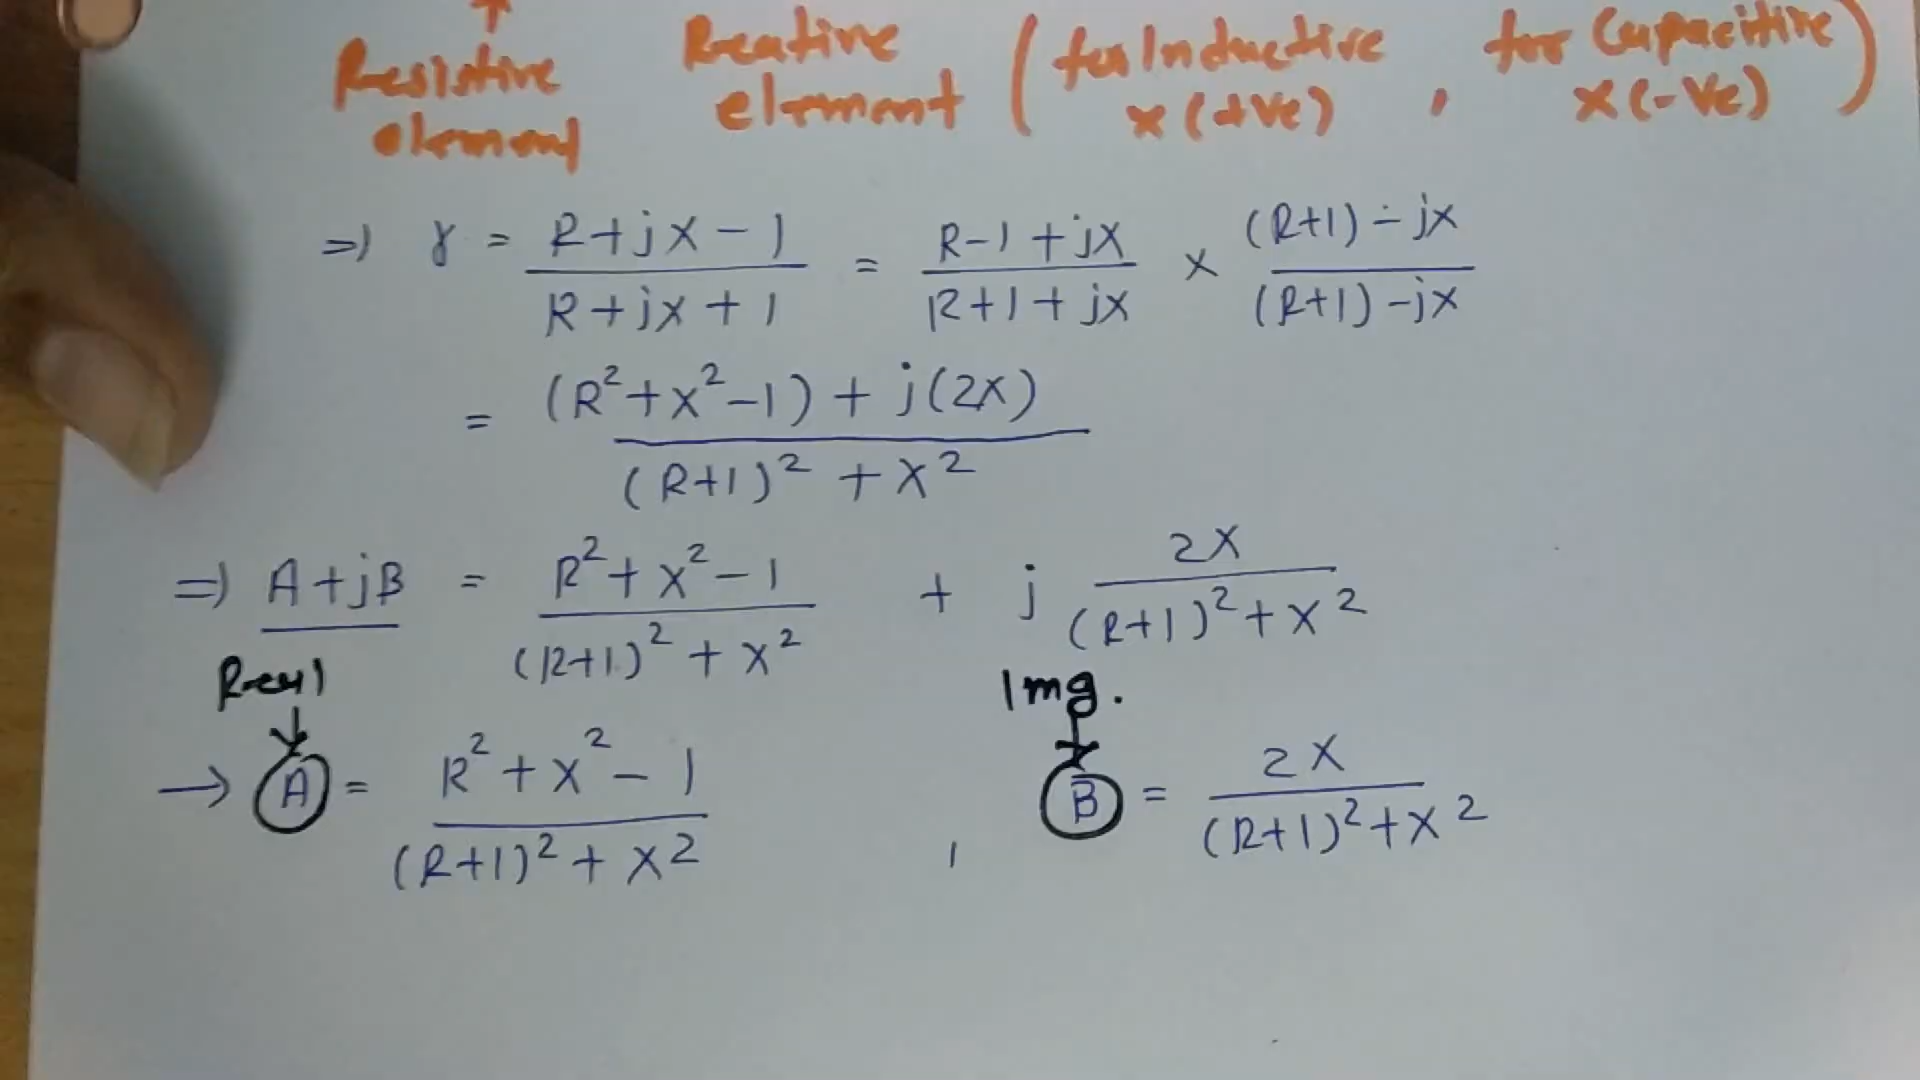 Resistive Reative ( for Inductive , for Capacitive )
element element x (+ve) x (-ve)
=) γ = R+jx-1 / R+jx+1 = R-1+jx / R+1+jx × (R+1)-jx / (R+1)-jx
= (R²+x²-1)+j(2x) / (R+1)²+x²
=) A+jB = R²+x²-1 / (R+1)²+x² + j 2x / (R+1)²+x²
Real Img.
→ A = R²+x²-1 / (R+1)²+x² , B = 2x / (R+1)²+x²